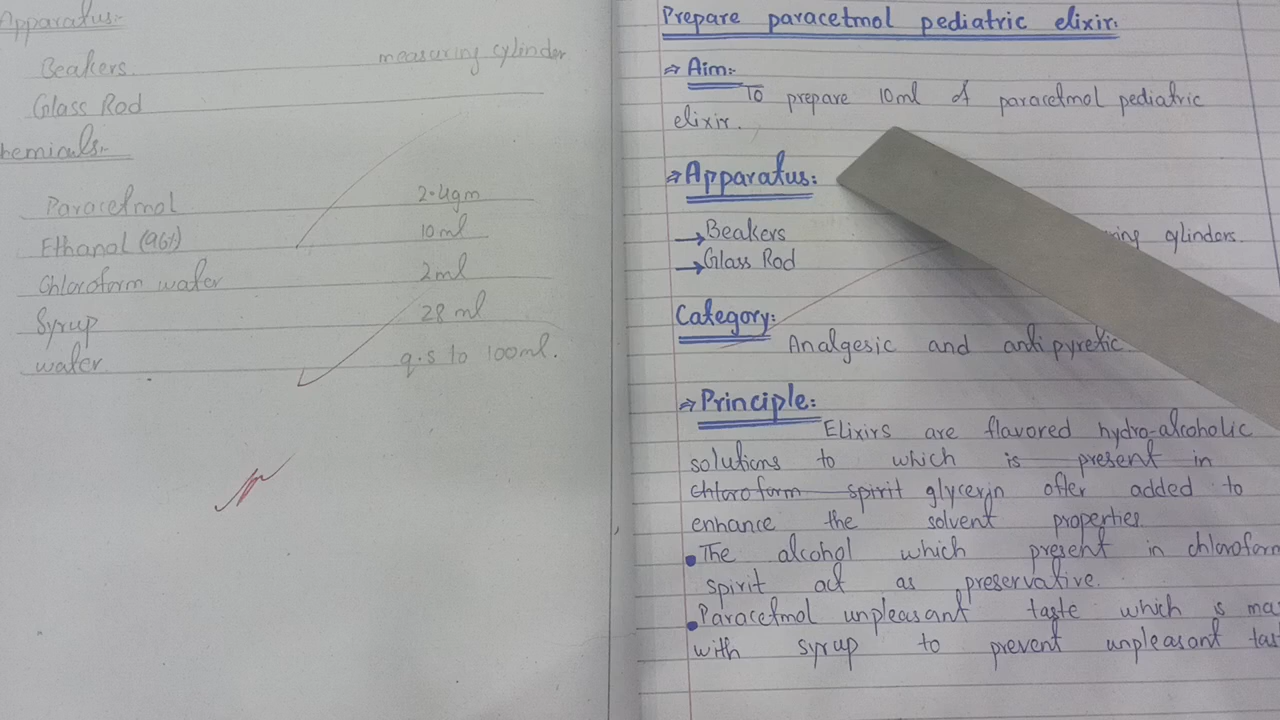 Apparatus:-
Beakers measuring cylinder
Glass Rod
hemicals:-
Paracetmol 2.4gm
Ethanol (96%) 10ml
Chloroform water 2ml
Syrup 28 ml
water q.s to 100ml.
Prepare paracetmol pediatric elixir:
⇒ Aim:-
To prepare 10ml of paracetmol pediatric
elixir.
⇒ Apparatus:
→ Beakers ring cylinders.
→ Glass Rod
Category:
Analgesic and antipyretic
⇒ Principle:
Elixirs are flavored hydro-alcoholic
solutions to which is present in
chloroform spirit glycerin ofter added to
enhance the solvent properties
• The alcohol which present in chloroform
spirit act as preservative.
• Paracetmol unpleasant taste which is ma
with syrup to prevent unpleasant tast